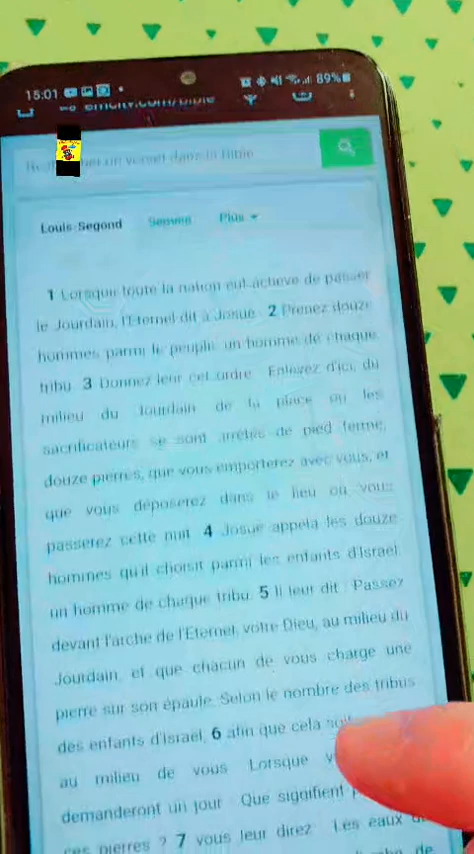 15:01 89%
emcitv.com/bible
un verset dans la Bible
Louis-Segond Semeur Plus
1 Lorsque toute la nation eut achevé de passer
le Jourdain, l'Eternel dit à Josué : 2 Prenez douze
hommes parmi le peuple, un homme de chaque
tribu. 3 Donnez-leur cet ordre : Enlevez d'ici, du
milieu du Jourdain, de la place où les
sacrificateurs se sont arrêtés de pied ferme,
douze pierres, que vous emporterez avec vous, et
que vous déposerez dans le lieu où vous
passerez cette nuit. 4 Josué appela les douze
hommes qu'il choisit parmi les enfants d'Israël,
un homme de chaque tribu. 5 Il leur dit : Passez
devant l'arche de l'Eternel, votre Dieu, au milieu du
Jourdain, et que chacun de vous charge une
pierre sur son épaule, Selon le nombre des tribus
des enfants d'Israël, 6 afin que cela soit
au milieu de vous. Lorsque
demanderont un jour : Que signifient
ces pierres ? 7 vous leur direz : Les eaux
de